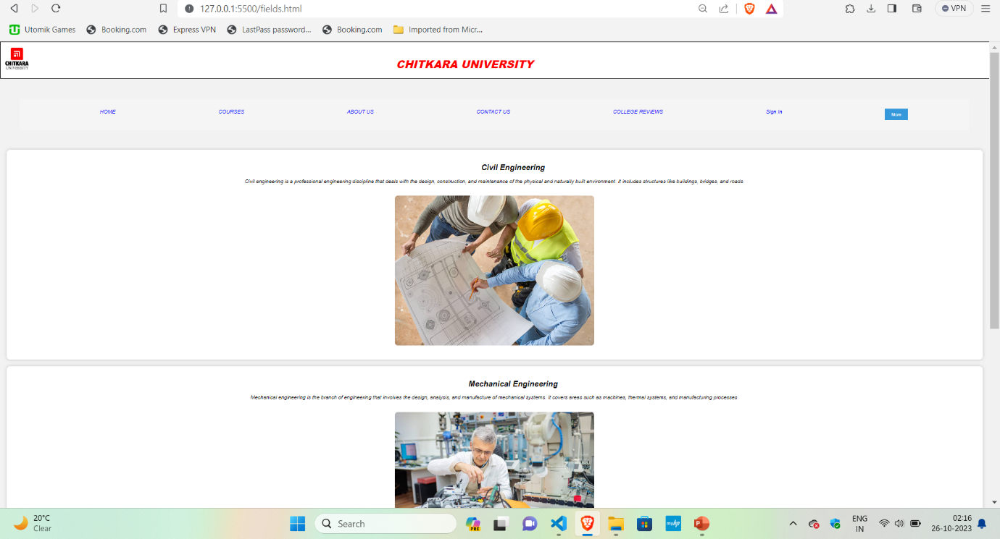 127.0.0.1:5500/fields.html
VPN
Utomik Games
Booking.com
Express VPN
LastPass password...
Booking.com
Imported from Micr...
CHITKARA
UNIVERSITY
CHITKARA UNIVERSITY
HOME
COURSES
ABOUT US
CONTACT US
COLLEGE REVIEWS
Sign in
More
Civil Engineering
Civil engineering is a professional engineering discipline that deals with the design, construction, and maintenance of the physical and naturally built environment. It includes structures like buildings, bridges, and roads.
Mechanical Engineering
Mechanical engineering is the branch of engineering that involves the design, analysis, and manufacture of mechanical systems. It covers areas such as machines, thermal systems, and manufacturing processes.
20°C
Clear
Search
PRE
myhp
P
ENG
IN
02:16
26-10-2023